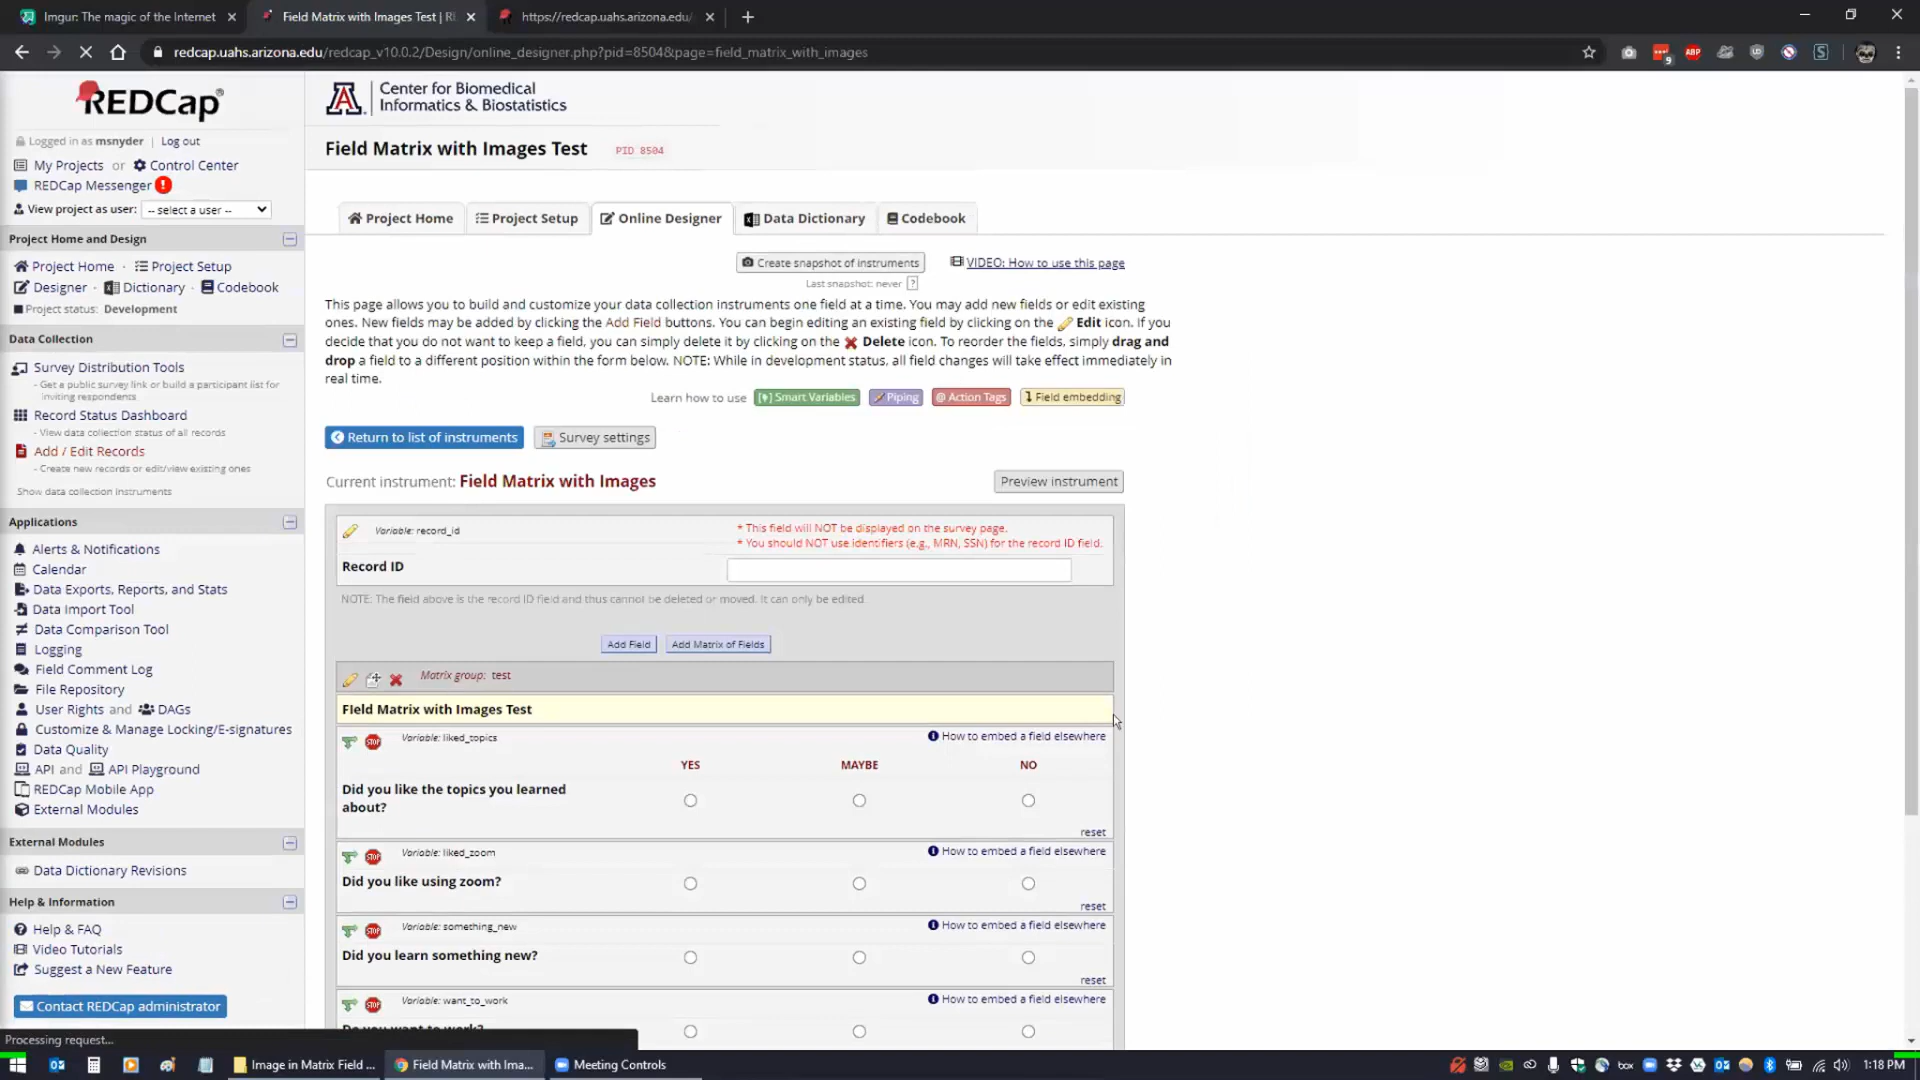 Imgur: The magic of the Internet
Field Matrix with Images Test | RE
https://redcap.uahs.arizona.edu/
redcap.uahs.arizona.edu/redcap_v10.0.2/Design/online_designer.php?pid=8504&page=field_matrix_with_images
9
ABP
REDCap
Logged in as msnyder | Log out
My Projects or Control Center
REDCap Messenger
View project as user: -- select a user --
Project Home and Design
Project Home · Project Setup
Designer · Dictionary · Codebook
Project status: Development
Data Collection
Survey Distribution Tools
- Get a public survey link or build a participant list for
inviting respondents
Record Status Dashboard
- View data collection status of all records
Add / Edit Records
- Create new records or edit/view existing ones
Show data collection instruments
Applications
Alerts & Notifications
Calendar
Data Exports, Reports, and Stats
Data Import Tool
Data Comparison Tool
Logging
Field Comment Log
File Repository
User Rights and DAGs
Customize & Manage Locking/E-signatures
Data Quality
API and API Playground
REDCap Mobile App
External Modules
External Modules
Data Dictionary Revisions
Help & Information
Help & FAQ
Video Tutorials
Suggest a New Feature
Contact REDCap administrator
Center for Biomedical
Informatics & Biostatistics
Field Matrix with Images Test PID 8504
Project Home
Project Setup
Online Designer
Data Dictionary
Codebook
Create snapshot of instruments
VIDEO: How to use this page
Last snapshot: never ?
This page allows you to build and customize your data collection instruments one field at a time. You may add new fields or edit existing
ones. New fields may be added by clicking the Add Field buttons. You can begin editing an existing field by clicking on the Edit icon. If you
decide that you do not want to keep a field, you can simply delete it by clicking on the Delete icon. To reorder the fields, simply drag and
drop a field to a different position within the form below. NOTE: While in development status, all field changes will take effect immediately in
real time.
Learn how to use Smart Variables Piping @ Action Tags Field embedding
Return to list of instruments
Survey settings
Current instrument: Field Matrix with Images
Preview instrument
Variable: record_id
* This field will NOT be displayed on the survey page.
* You should NOT use identifiers (e.g., MRN, SSN) for the record ID field.
Record ID
NOTE: The field above is the record ID field and thus cannot be deleted or moved. It can only be edited.
Add Field
Add Matrix of Fields
Matrix group: test
FIeld Matrix with Images Test
Variable: liked_topics
How to embed a field elsewhere
YES MAYBE NO
Did you like the topics you learned
about?
reset
STOP
Variable: liked_zoom
How to embed a field elsewhere
Did you like using zoom?
reset
STOP
Variable: something_new
How to embed a field elsewhere
Did you learn something new?
reset
STOP
Variable: want_to_work
How to embed a field elsewhere
Do you want to work?
STOP
Processing request...
Image in Matrix Field ...
Field Matrix with Ima...
Meeting Controls
box
1:18 PM